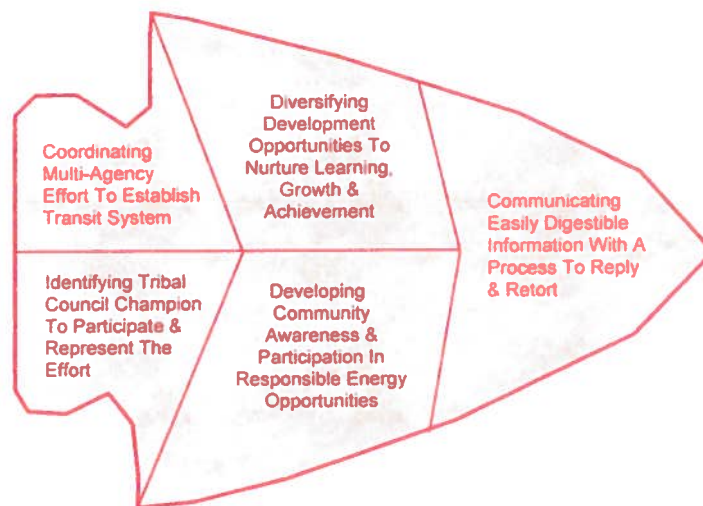 Coordinating
Multi-Agency
Effort To Establish
Transit System
Diversifying
Development
Opportunities To
Nurture Learning,
Growth &
Achievement
Communicating
Easily Digestible
Information With A
Process To Reply
& Retort
Identifying Tribal
Council Champion
To Participate &
Represent The
Effort
Developing
Community
Awareness &
Participation In
Responsible Energy
Opportunities